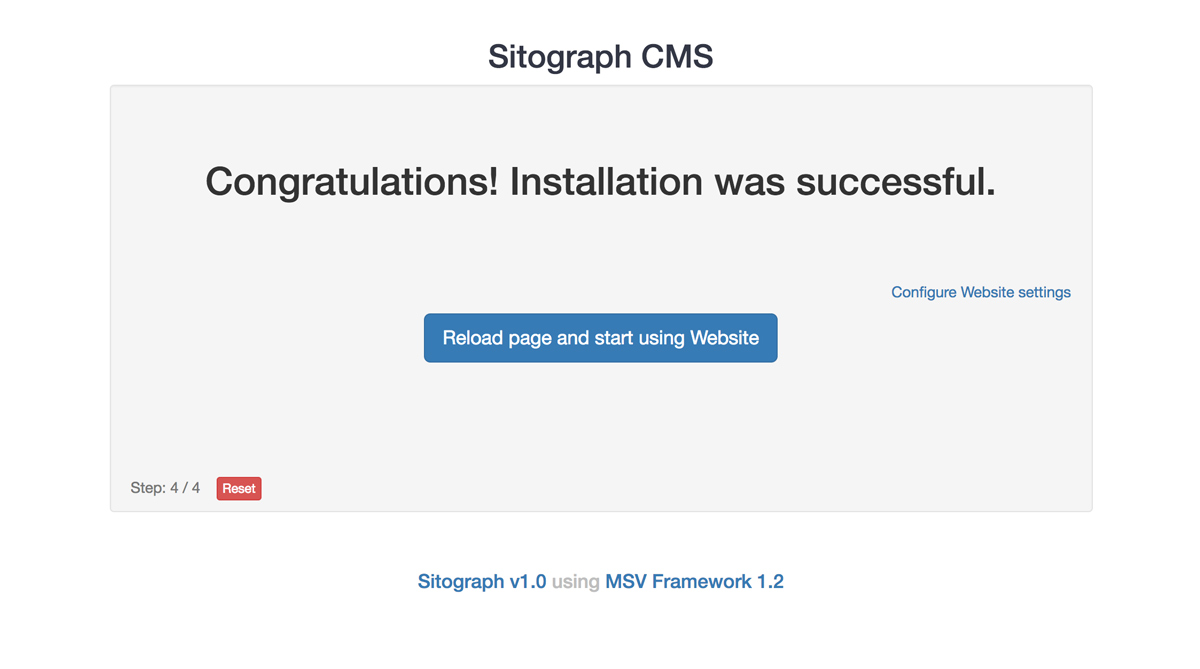 Sitograph CMS
Congratulations! Installation was successful.
Configure Website settings
Reload page and start using Website
Step: 4 / 4 Reset
Sitograph v1.0 using MSV Framework 1.2